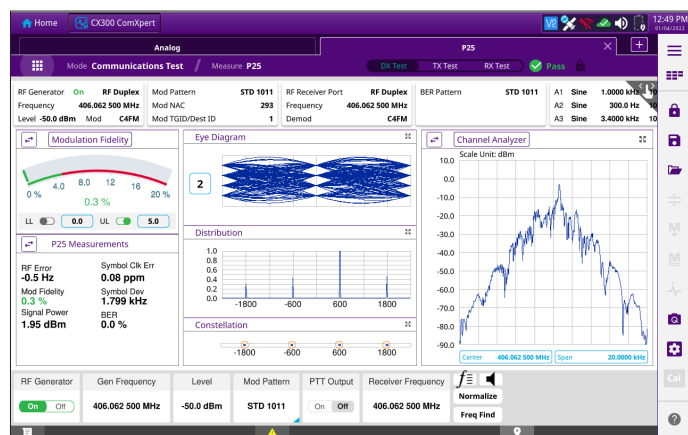 Home
CX300 ComXpert
V2
12:49 PM
01/04/2022
Analog
P25
Mode Communications Test / Measure P25
DX Test
TX Test
RX Test
Pass
RF Generator On RF Duplex
Frequency 406.062 500 MHz
Level -50.0 dBm Mod C4FM
Mod Pattern STD 1011
Mod NAC 293
Mod TGID/Dest ID 1
RF Receiver Port RF Duplex
Frequency 406.062 500 MHz
Demod C4FM
BER Pattern STD 1011
A1 Sine 1.0000 kHz 10
A2 Sine 300.0 Hz 10
A3 Sine 3.4000 kHz 10
Modulation Fidelity
0 %
4.0
8.0
12
16
20 %
0.3 %
LL 0.0 UL 5.0
P25 Measurements
RF Error
-0.5 Hz
Symbol Clk Err
0.08 ppm
Mod Fidelity
0.3 %
Symbol Dev
1.799 kHz
Signal Power
1.95 dBm
BER
0.0 %
Eye Diagram
2
Distribution
1.0
0.8
0.6
0.4
0.2
0.0
-1800 -600 600 1800
Constellation
-1800 -600 600 1800
Channel Analyzer
Scale Unit: dBm
10.0
0.0
-10.0
-20.0
-30.0
-40.0
-50.0
-60.0
-70.0
-80.0
-90.0
Center 406.062 500 MHz
Span 20.0000 kHz
RF Generator
On Off
Gen Frequency
406.062 500 MHz
Level
-50.0 dBm
Mod Pattern
STD 1011
PTT Output
On Off
Receiver Frequency
406.062 500 MHz
f
Normalize
Freq Find
M
M
Cal
?